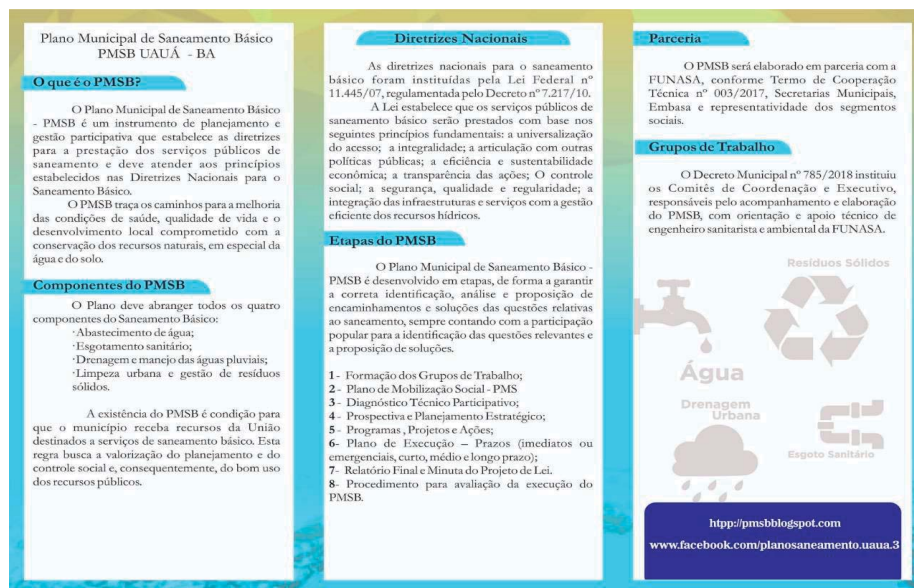 Plano Municipal de Saneamento Básico
PMSB UAUÁ - BA
O que é o PMSB?
O Plano Municipal de Saneamento Básico
- PMSB é um instrumento de planejamento e
gestão participativa que estabelece as diretrizes
para a prestação dos serviços públicos de
saneamento e deve atender aos princípios
estabelecidos nas Diretrizes Nacionais para o
Saneamento Básico.
O PMSB traça os caminhos para a melhoria
das condições de saúde, qualidade de vida e o
desenvolvimento local comprometido com a
conservação dos recursos naturais, em especial da
água e do solo.
Componentes do PMSB
O Plano deve abranger todos os quatro
componentes do Saneamento Básico:
·Abastecimento de água;
·Esgotamento sanitário;
·Drenagem e manejo das águas pluviais;
·Limpeza urbana e gestão de resíduos
sólidos.
A existência do PMSB é condição para
que o município receba recursos da União
destinados a serviços de saneamento básico. Esta
regra busca a valorização do planejamento e do
controle social e, consequentemente, do bom uso
dos recursos públicos.
Diretrizes Nacionais
As diretrizes nacionais para o saneamento
básico foram instituídas pela Lei Federal nº
11.445/07, regulamentada pelo Decreto nº 7.217/10.
A Lei estabelece que os serviços públicos de
saneamento básico serão prestados com base nos
seguintes princípios fundamentais: a universalização
do acesso; a integralidade; a articulação com outras
políticas públicas; a eficiência e sustentabilidade
econômica; a transparência das ações; O controle
social; a segurança, qualidade e regularidade; a
integração das infraestruturas e serviços com a gestão
eficiente dos recursos hídricos.
Etapas do PMSB
O Plano Municipal de Saneamento Básico -
PMSB é desenvolvido em etapas, de forma a garantir
a correta identificação, análise e proposição de
encaminhamentos e soluções das questões relativas
ao saneamento, sempre contando com a participação
popular para a identificação das questões relevantes e
a proposição de soluções.
1 - Formação dos Grupos de Trabalho;
2 - Plano de Mobilização Social - PMS
3 - Diagnóstico Técnico Participativo;
4 - Prospectiva e Planejamento Estratégico;
5 - Programas , Projetos e Ações;
6- Plano de Execução – Prazos (imediatos ou
emergenciais, curto, médio e longo prazo);
7- Relatório Final e Minuta do Projeto de Lei.
8- Procedimento para avaliação da execução do
PMSB.
Parceria
O PMSB será elaborado em parceria com a
FUNASA, conforme Termo de Cooperação
Técnica nº 003/2017, Secretarias Municipais,
Embasa e representatividade dos segmentos
sociais.
Grupos de Trabalho
O Decreto Municipal nº 785/2018 instituiu
os Comitês de Coordenação e Executivo,
responsáveis pelo acompanhamento e elaboração
do PMSB, com orientação e apoio técnico de
engenheiro sanitarista e ambiental da FUNASA.
Resíduos Sólidos
Água
Drenagem
Urbana
Esgoto Sanitário
htpp://pmsbblogspot.com
www.facebook.com/planosaneamento.uaua.3